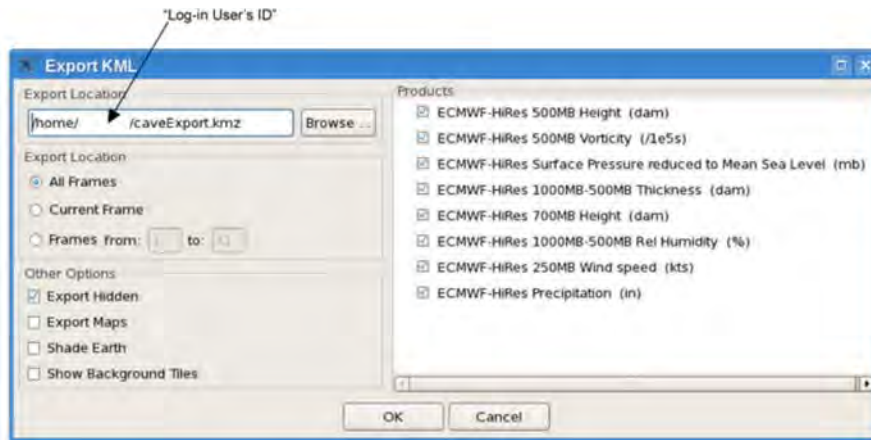 "Log-in User's ID"
Export KML
Export Location
/home/ /caveExport.kmz
Browse ...
Export Location
All Frames
Current Frame
Frames from: to:
Other Options
Export Hidden
Export Maps
Shade Earth
Show Background Tiles
Products
ECMWF-HiRes 500MB Height (dam)
ECMWF-HiRes 500MB Vorticity (/1e5s)
ECMWF-HiRes Surface Pressure reduced to Mean Sea Level (mb)
ECMWF-HiRes 1000MB-500MB Thickness (dam)
ECMWF-HiRes 700MB Height (dam)
ECMWF-HiRes 1000MB-500MB Rel Humidity (%)
ECMWF-HiRes 250MB Wind speed (kts)
ECMWF-HiRes Precipitation (in)
OK
Cancel